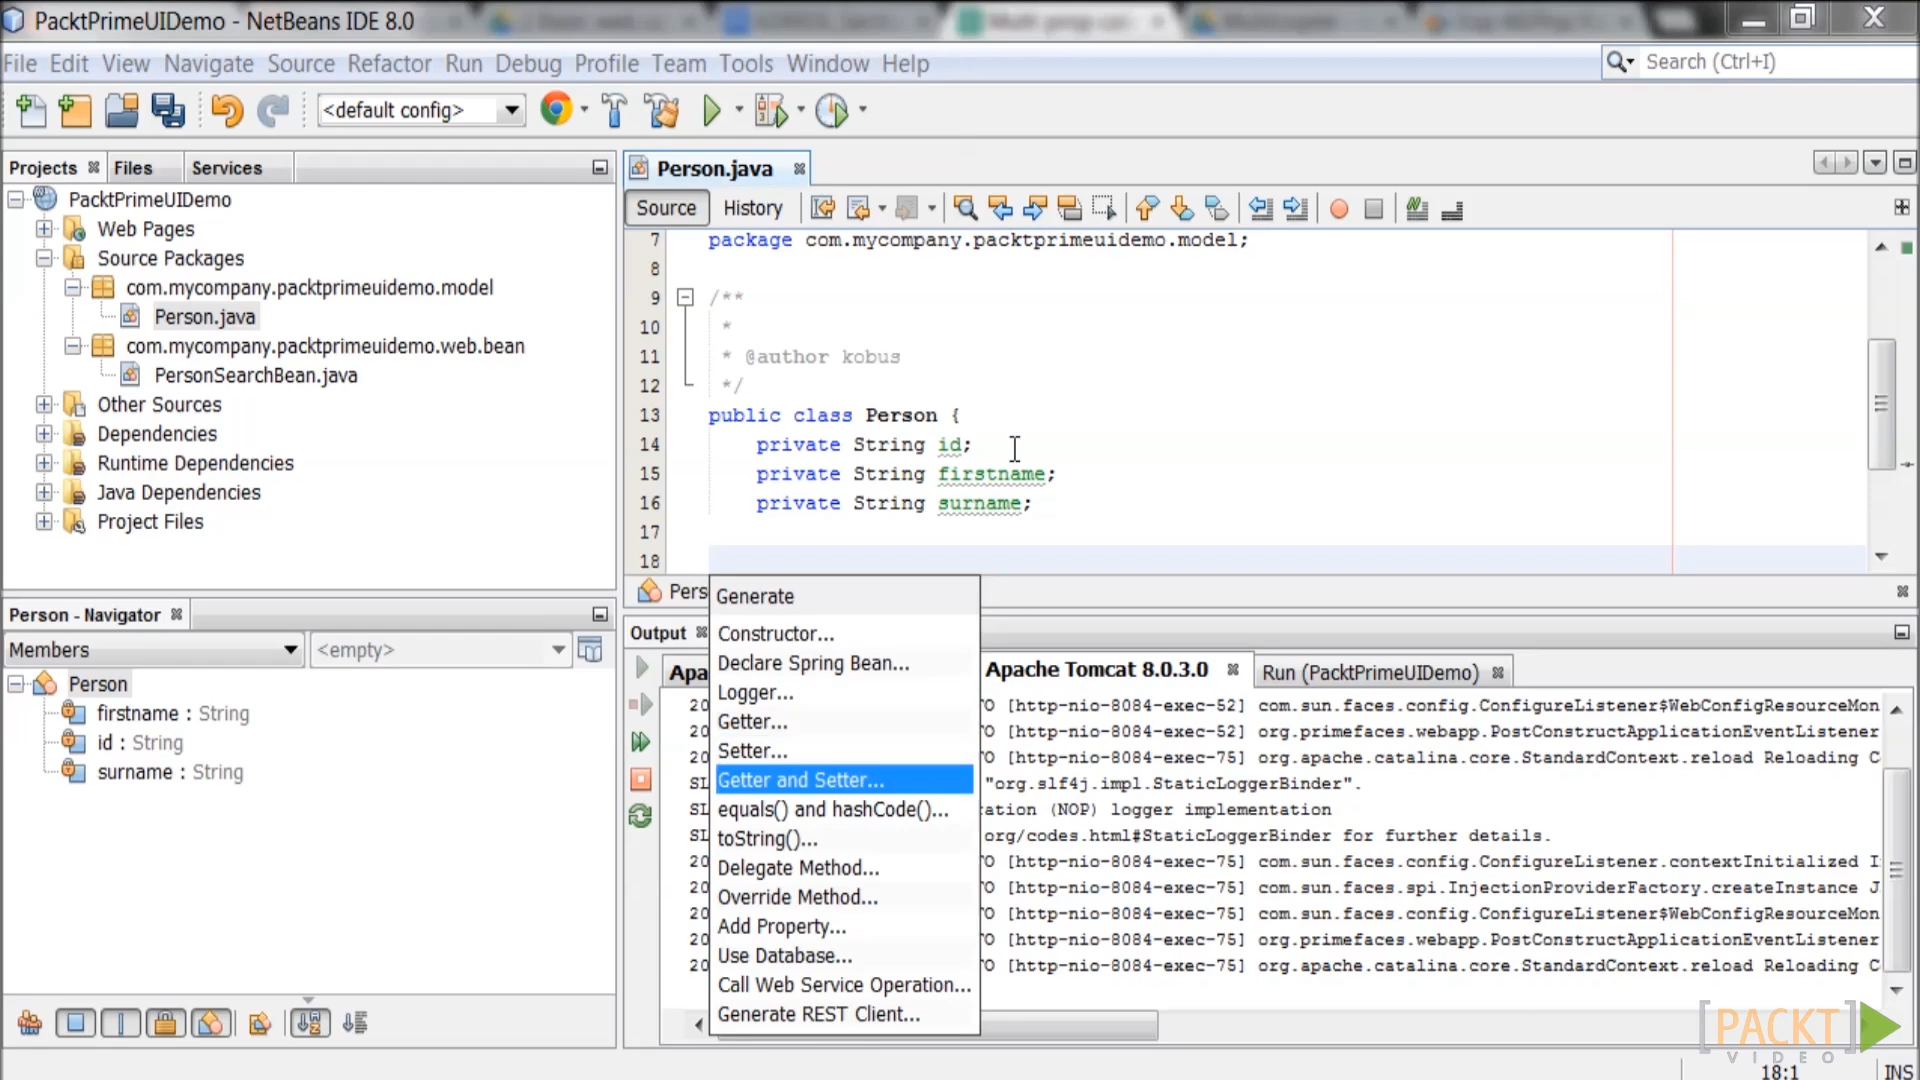 PacktPrimeUIDemo - NetBeans IDE 8.0
File Edit View Navigate Source Refactor Run Debug Profile Team Tools Window Help
Search (Ctrl+I)
<default config>
Projects Files Services
PacktPrimeUIDemo
Web Pages
Source Packages
com.mycompany.packtprimeuidemo.model
Person.java
com.mycompany.packtprimeuidemo.web.bean
PersonSearchBean.java
Other Sources
Dependencies
Runtime Dependencies
Java Dependencies
Project Files
Person - Navigator
Members <empty>
Person
firstname : String
id : String
surname : String
Person.java
Source History
7 package com.mycompany.packtprimeuidemo.model;
8
9 /**
10 *
11 * @author kobus
12 */
13 public class Person {
14 private String id;
15 private String firstname;
16 private String surname;
17
18
Pers
Generate
Constructor...
Declare Spring Bean...
Logger...
Getter...
Setter...
Getter and Setter...
equals() and hashCode()...
toString()...
Delegate Method...
Override Method...
Add Property...
Use Database...
Call Web Service Operation...
Generate REST Client...
Output
Apa Apache Tomcat 8.0.3.0 Run (PacktPrimeUIDemo)
20 O [http-nio-8084-exec-52] com.sun.faces.config.ConfigureListener$WebConfigResourceMon
20 O [http-nio-8084-exec-52] org.primefaces.webapp.PostConstructApplicationEventListener
20 O [http-nio-8084-exec-75] org.apache.catalina.core.StandardContext.reload Reloading C
SL "org.slf4j.impl.StaticLoggerBinder".
SL ation (NOP) logger implementation
SL org/codes.html#StaticLoggerBinder for further details.
20 O [http-nio-8084-exec-75] com.sun.faces.config.ConfigureListener.contextInitialized I
20 O [http-nio-8084-exec-75] com.sun.faces.spi.InjectionProviderFactory.createInstance J
20 O [http-nio-8084-exec-75] com.sun.faces.config.ConfigureListener$WebConfigResourceMon
20 O [http-nio-8084-exec-75] org.primefaces.webapp.PostConstructApplicationEventListener
20 O [http-nio-8084-exec-75] org.apache.catalina.core.StandardContext.reload Reloading C
[PACKT]
VIDEO
18:1 INS